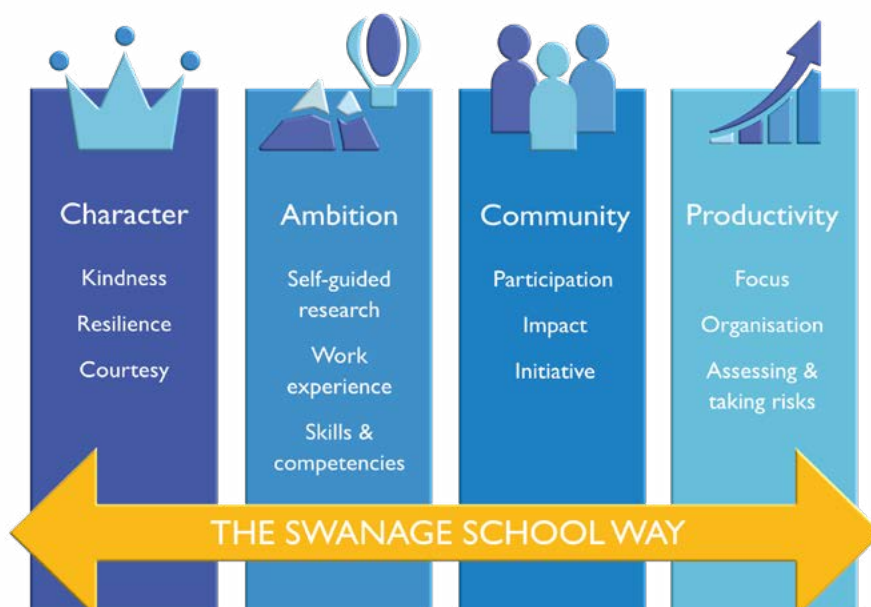 Character
Kindness
Resilience
Courtesy
Ambition
Self-guided
research
Work
experience
Skills &
competencies
Community
Participation
Impact
Initiative
Productivity
Focus
Organisation
Assessing &
taking risks
THE SWANAGE SCHOOL WAY